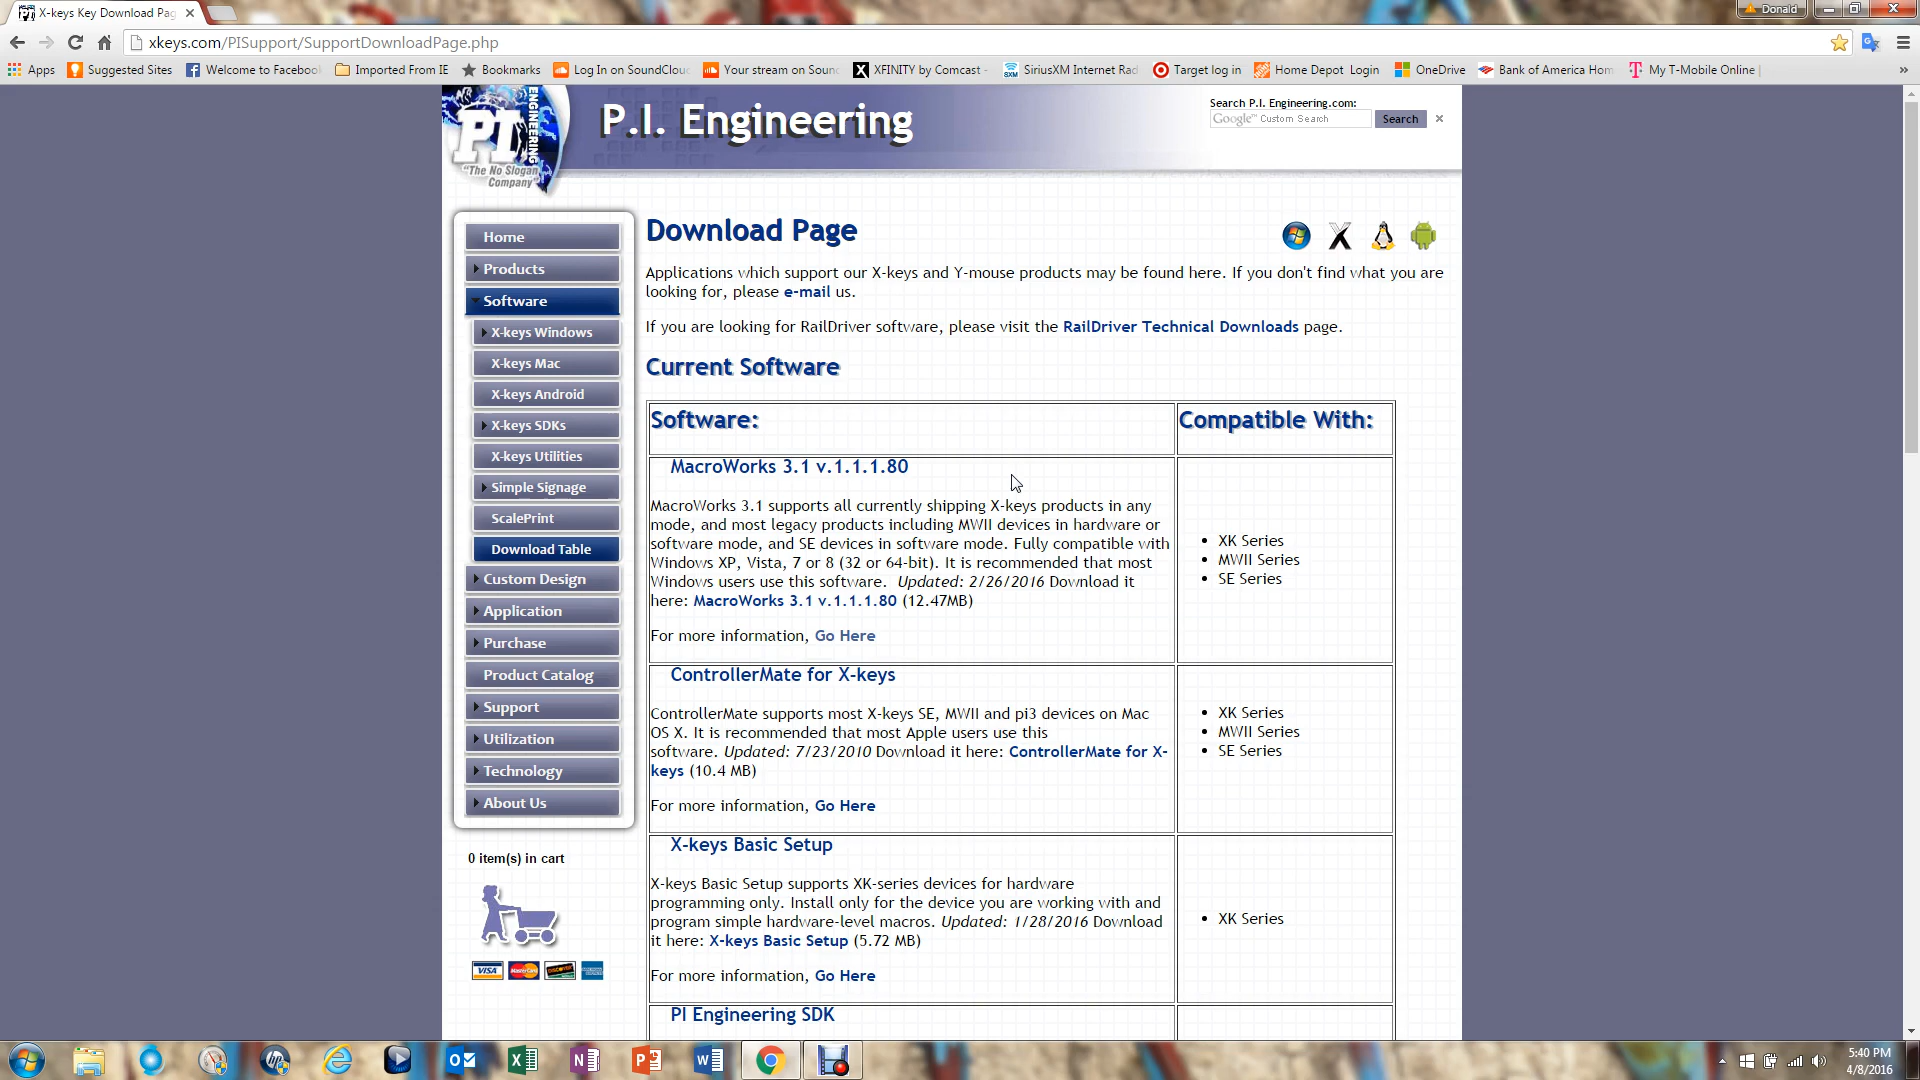 X-keys Key Download Pag
Donald
xkeys.com/PISupport/SupportDownloadPage.php
Apps
Suggested Sites
Welcome to Facebook
Imported From IE
Bookmarks
Log In on SoundClou
Your stream on Soun
XFINITY by Comcast -
SiriusXM Internet Rad
Target log in
Home Depot Login
OneDrive
Bank of America Hom
My T-Mobile Online |
»
PI
ENGINEERING
"The No Slogan
Company"
P.I. Engineering
Search P.I. Engineering.com:
Google™ Custom Search
Search
×
Home
Products
Software
X-keys Windows
X-keys Mac
X-keys Android
X-keys SDKs
X-keys Utilities
Simple Signage
ScalePrint
Download Table
Custom Design
Application
Purchase
Product Catalog
Support
Utilization
Technology
About Us
0 item(s) in cart
VISA
MasterCard
DISCOVER
Download Page
Applications which support our X-keys and Y-mouse products may be found here. If you don't find what you are
looking for, please e-mail us.
If you are looking for RailDriver software, please visit the RailDriver Technical Downloads page.
Current Software
Software:
Compatible With:
MacroWorks 3.1 v.1.1.1.80
MacroWorks 3.1 supports all currently shipping X-keys products in any
mode, and most legacy products including MWII devices in hardware or
software mode, and SE devices in software mode. Fully compatible with
Windows XP, Vista, 7 or 8 (32 or 64-bit). It is recommended that most
Windows users use this software. Updated: 2/26/2016 Download it
here: MacroWorks 3.1 v.1.1.1.80 (12.47MB)
For more information, Go Here
• XK Series
• MWII Series
• SE Series
ControllerMate for X-keys
ControllerMate supports most X-keys SE, MWII and pi3 devices on Mac
OS X. It is recommended that most Apple users use this
software. Updated: 7/23/2010 Download it here: ControllerMate for X-
keys (10.4 MB)
For more information, Go Here
• XK Series
• MWII Series
• SE Series
X-keys Basic Setup
X-keys Basic Setup supports XK-series devices for hardware
programming only. Install only for the device you are working with and
program simple hardware-level macros. Updated: 1/28/2016 Download
it here: X-keys Basic Setup (5.72 MB)
For more information, Go Here
• XK Series
PI Engineering SDK
5:40 PM
4/8/2016